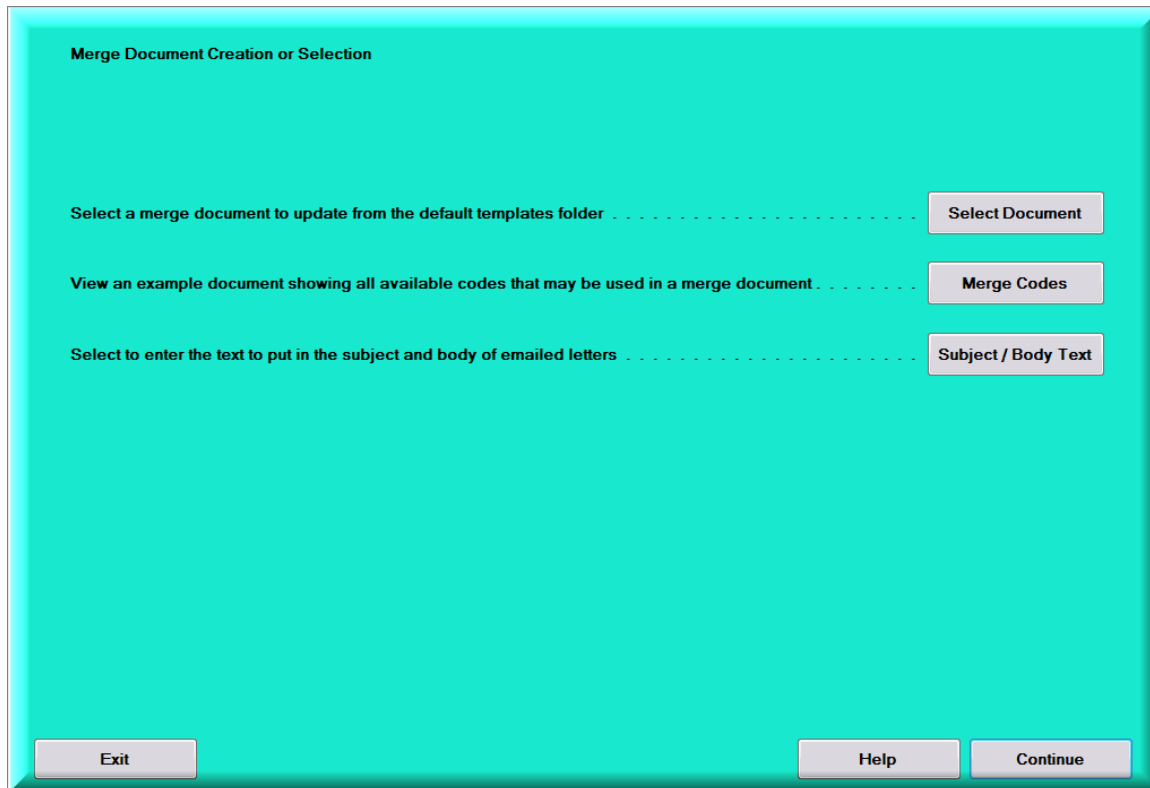 Merge Document Creation or Selection
Select a merge document to update from the default templates folder . . . . . . . . . . . . . . . . . . . . . . . . Select Document
View an example document showing all available codes that may be used in a merge document . . . . . . . . Merge Codes
Select to enter the text to put in the subject and body of emailed letters . . . . . . . . . . . . . . . . . . . . . . . Subject / Body Text
Exit Help Continue